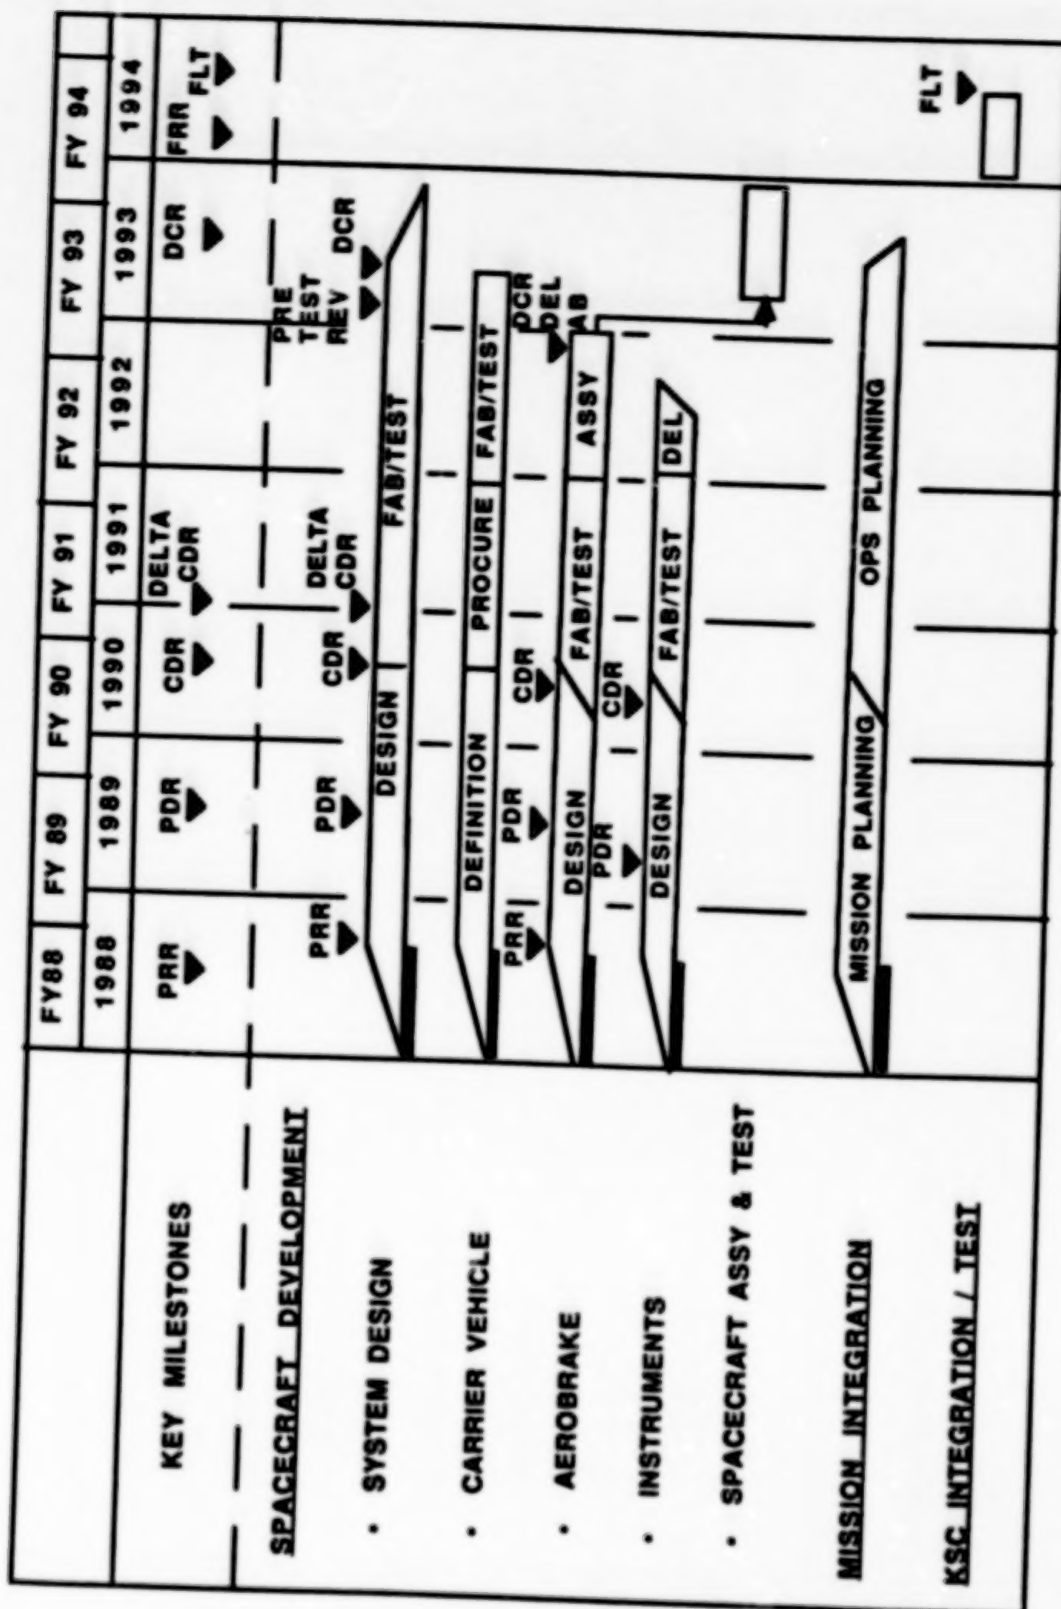 FY88 FY 89 FY 90 FY 91 FY 92 FY 93 FY 94
1988 1989 1990 1991 1992 1993 1994
KEY MILESTONES
PRR PDR CDR DELTA CDR DCR FRR FLT
SPACECRAFT DEVELOPMENT
PRR PDR CDR DELTA CDR PRE TEST REV DCR
• SYSTEM DESIGN
DESIGN FAB/TEST
• CARRIER VEHICLE
DEFINITION PROCURE FAB/TEST
PRR PDR CDR DCR DEL AB
• AEROBRAKE
DESIGN FAB/TEST ASSY
PDR CDR
• INSTRUMENTS
DESIGN FAB/TEST DEL
• SPACECRAFT ASSY & TEST
MISSION INTEGRATION
MISSION PLANNING OPS PLANNING
FLT
KSC INTEGRATION / TEST